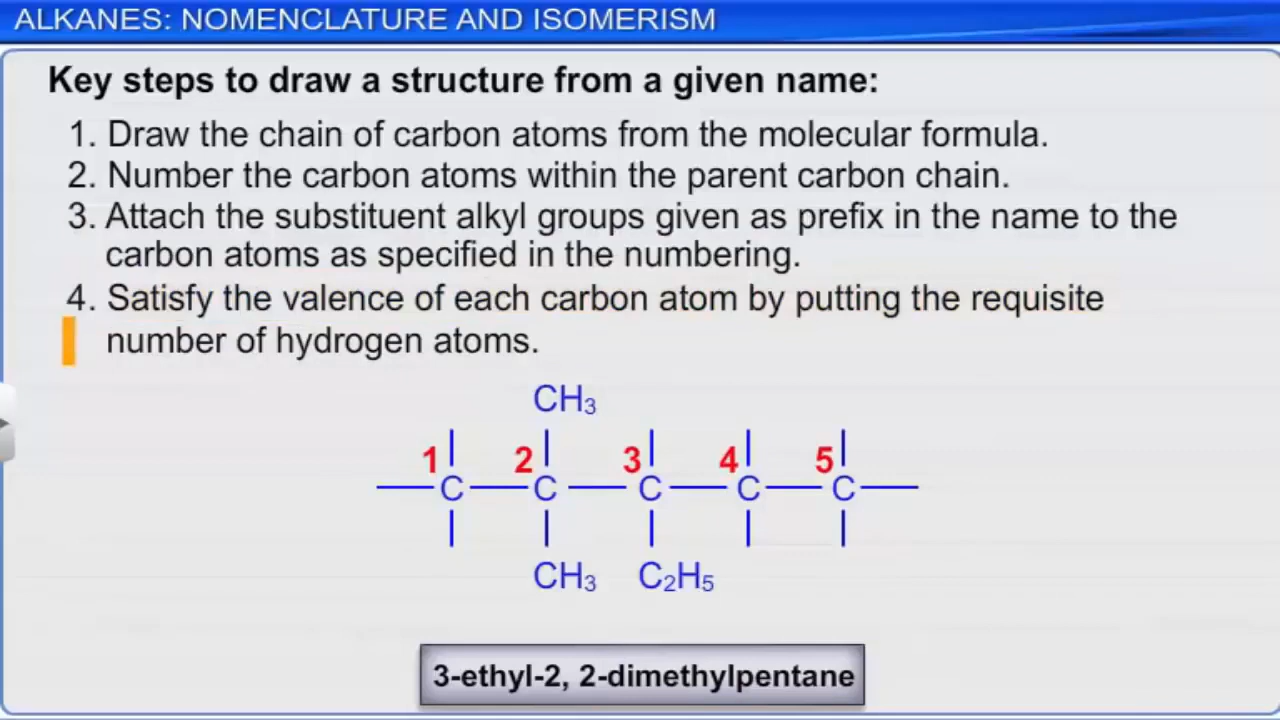 ALKANES: NOMENCLATURE AND ISOMERISM
Key steps to draw a structure from a given name:
1. Draw the chain of carbon atoms from the molecular formula.
2. Number the carbon atoms within the parent carbon chain.
3. Attach the substituent alkyl groups given as prefix in the name to the
carbon atoms as specified in the numbering.
4. Satisfy the valence of each carbon atom by putting the requisite
number of hydrogen atoms.
CH₃
1 2 3 4 5
C C C C C
CH₃ C₂H₅
3-ethyl-2, 2-dimethylpentane